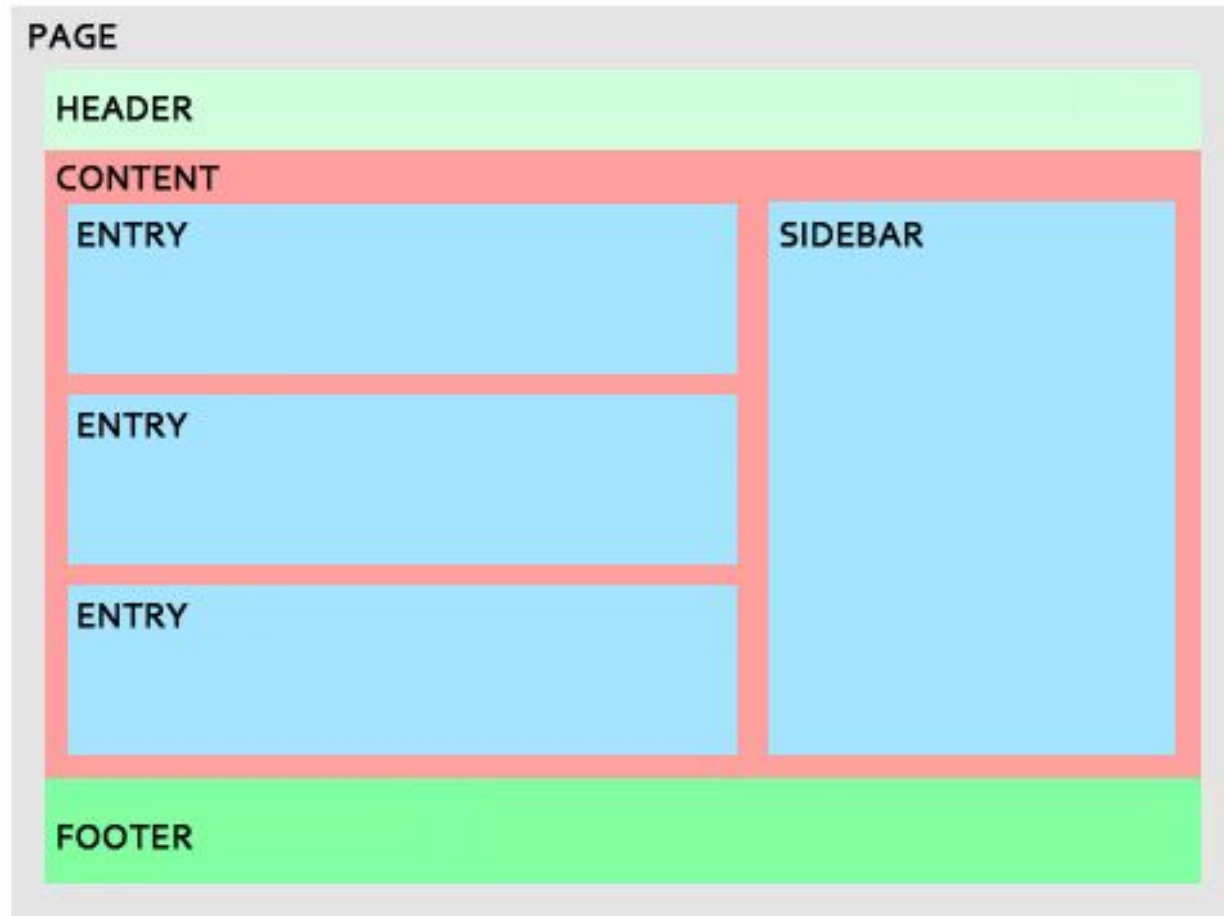 PAGE
HEADER
CONTENT
ENTRY
SIDEBAR
ENTRY
ENTRY
FOOTER